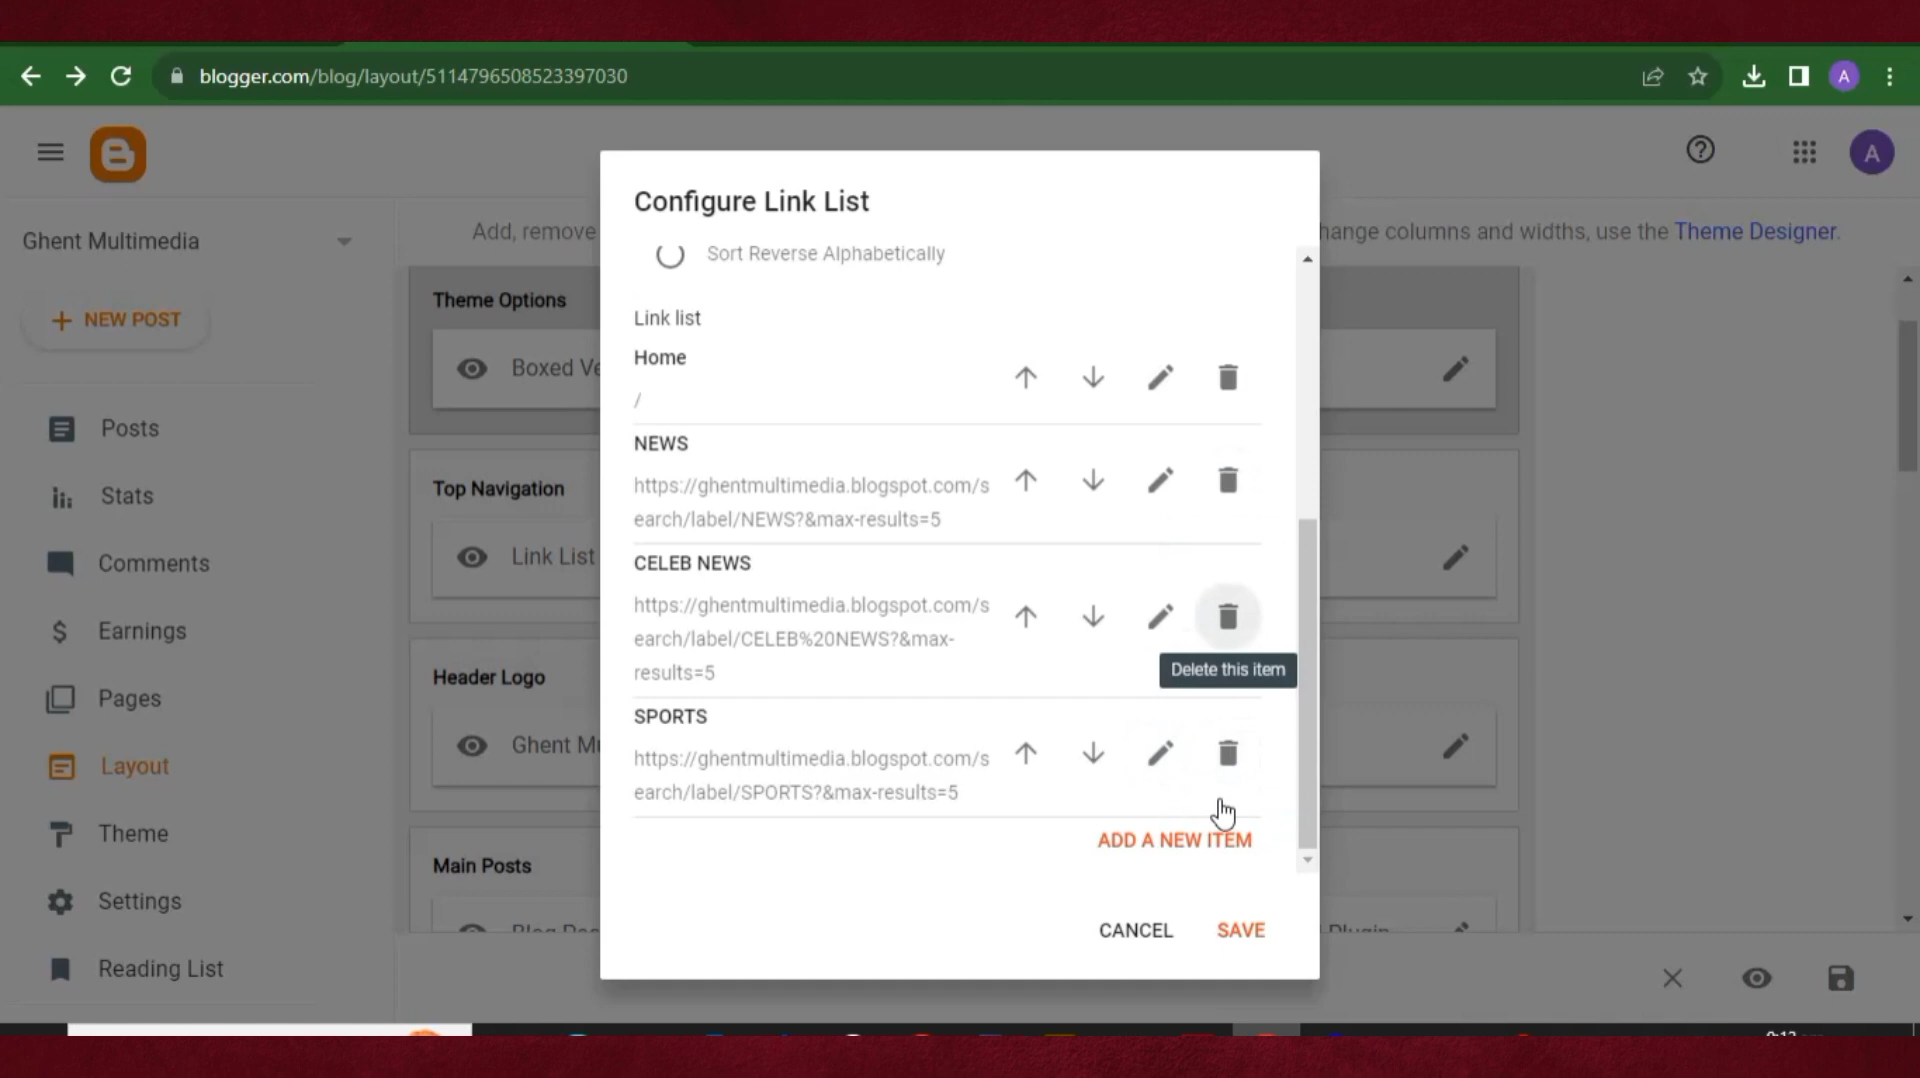 blogger.com/blog/layout/5114796508523397030
A
A
Ghent Multimedia
NEW POST
Posts
Stats
Comments
Earnings
Pages
Layout
Theme
Settings
Reading List
Add, remove
hange columns and widths, use the Theme Designer.
Theme Options
Boxed Ve
Top Navigation
Link List
Header Logo
Ghent M
Main Posts
Configure Link List
Sort Reverse Alphabetically
Link list
Home
/
NEWS
https://ghentmultimedia.blogspot.com/s
earch/label/NEWS?&max-results=5
CELEB NEWS
https://ghentmultimedia.blogspot.com/s
earch/label/CELEB%20NEWS?&max-
results=5
Delete this item
SPORTS
https://ghentmultimedia.blogspot.com/s
earch/label/SPORTS?&max-results=5
ADD A NEW ITEM
CANCEL
SAVE